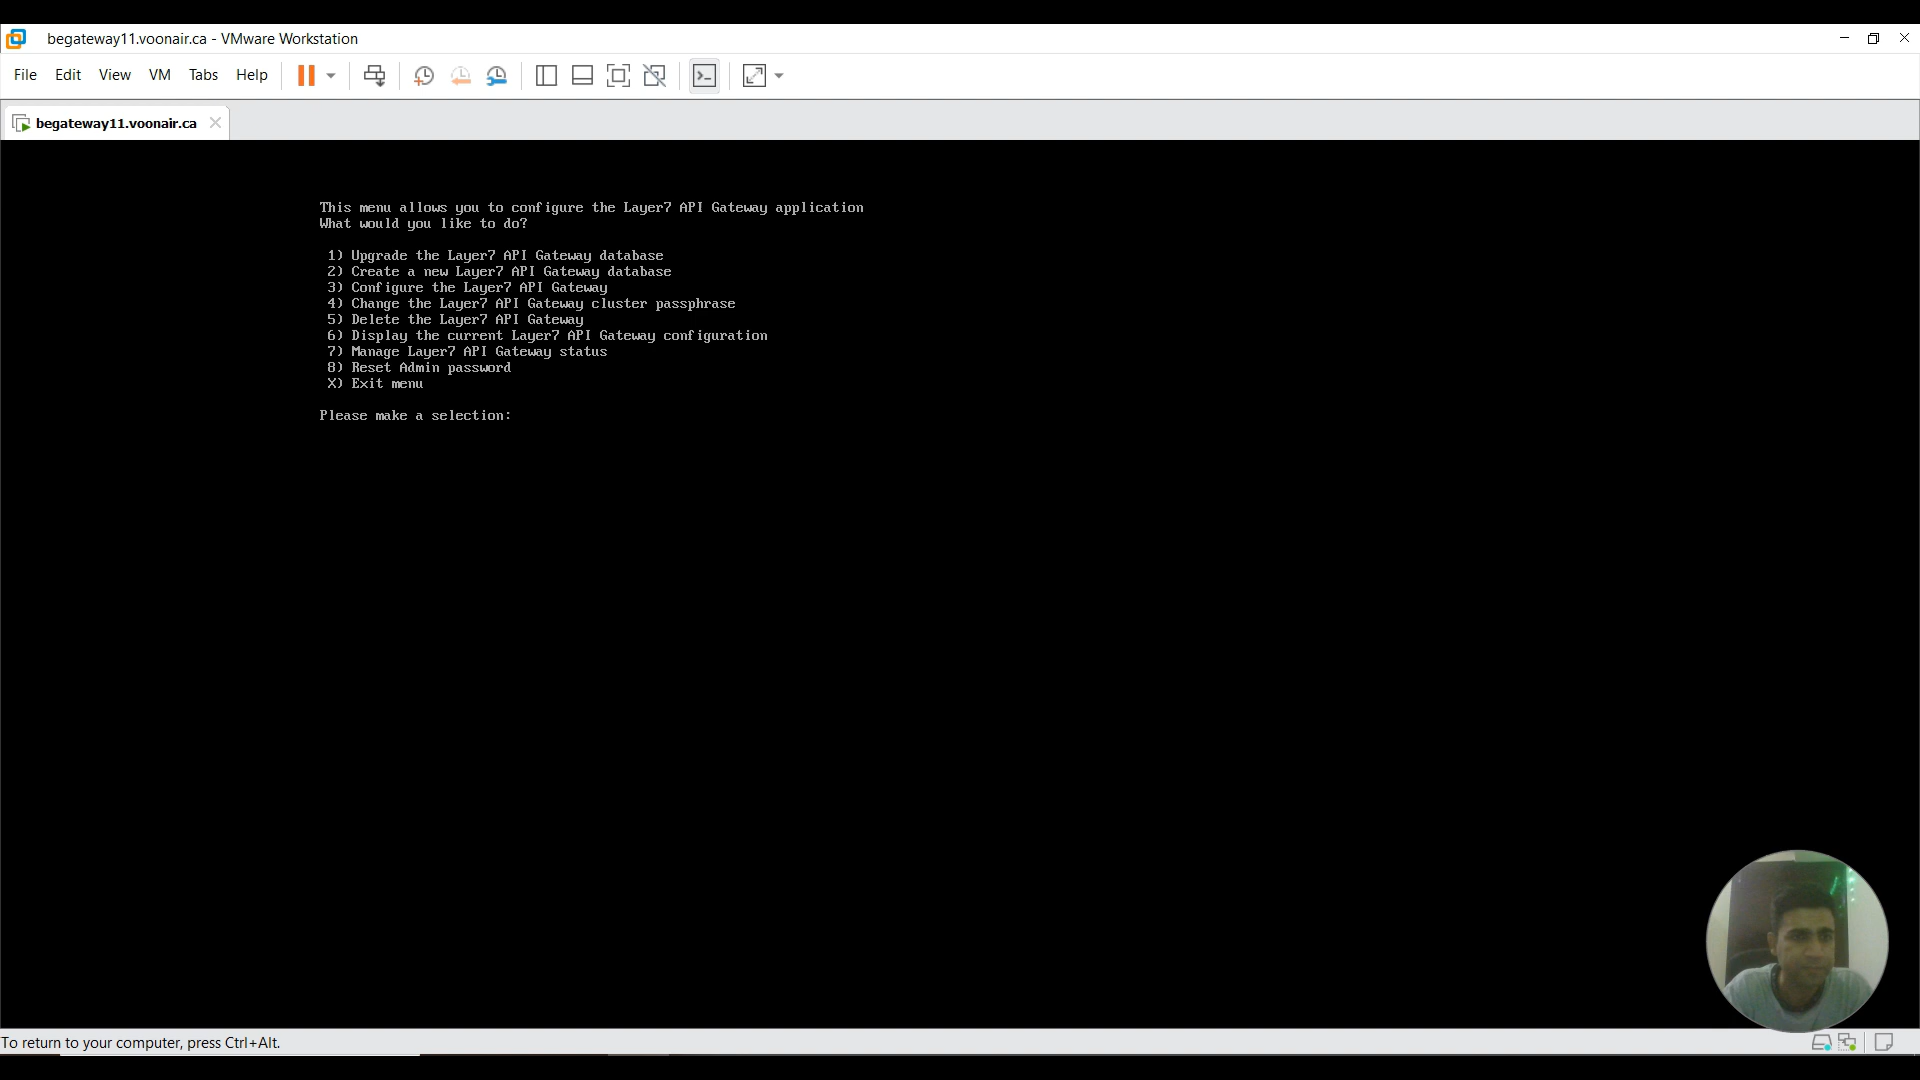 begateway11.voonair.ca - VMware Workstation
File Edit View VM Tabs Help
begateway11.voonair.ca
This menu allows you to configure the Layer7 API Gateway application
What would you like to do?
1) Upgrade the Layer7 API Gateway database
2) Create a new Layer7 API Gateway database
3) Configure the Layer7 API Gateway
4) Change the Layer7 API Gateway cluster passphrase
5) Delete the Layer7 API Gateway
6) Display the current Layer7 API Gateway configuration
7) Manage Layer7 API Gateway status
8) Reset Admin password
X) Exit menu
Please make a selection:
To return to your computer, press Ctrl+Alt.